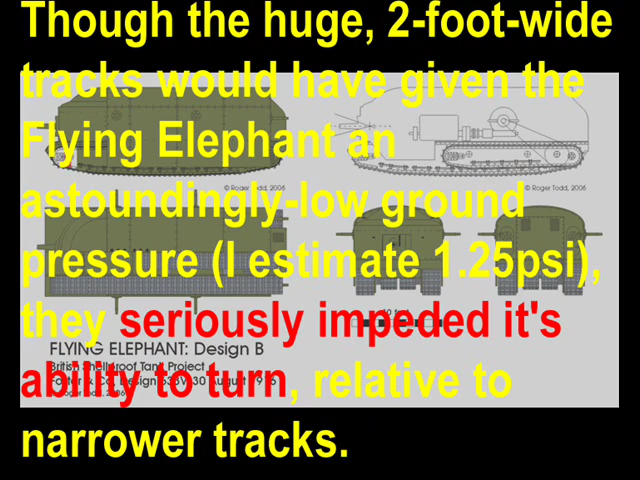 Though the huge, 2-foot-wide
tracks would have given the
Flying Elephant an
© Roger Todd, 2006
© Roger Todd, 2006
astoundingly-low ground
pressure (I estimate 1.25psi),
they seriously impeded it's
FLYING ELEPHANT: Design B
British Shellproof Tank Project
ability to turn, relative to
narrower tracks.